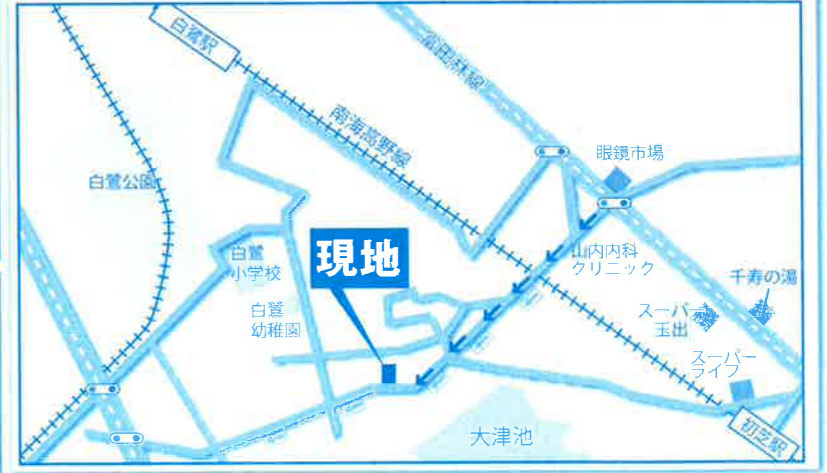 白鷺駅
富田林線
南海高野線
眼鏡市場
白鷺公園
白鷺
小学校
現地
山内内科
クリニック
千寿の湯
白鷺
幼稚園
スーパー
玉出
スーパー
ライフ
大津池
初芝駅